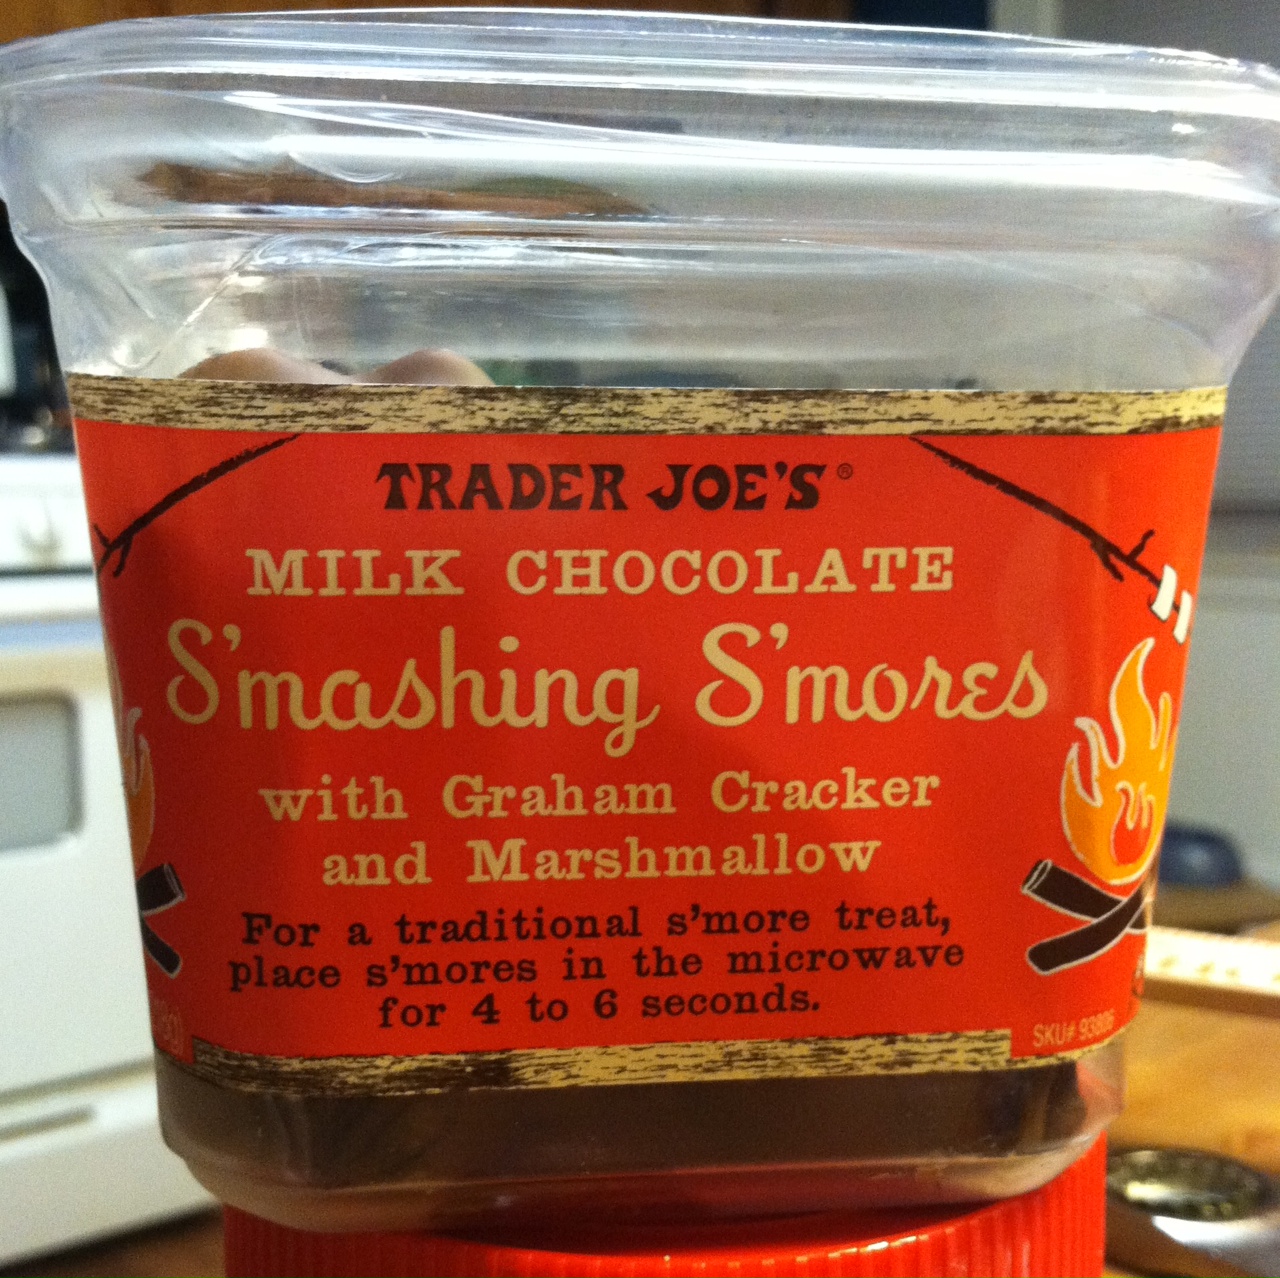 TRADER JOE'S®
MILK CHOCOLATE
S'mashing S'mores
with Graham Cracker
and Marshmallow
For a traditional s'more treat,
place s'mores in the microwave
for 4 to 6 seconds.
SKU#